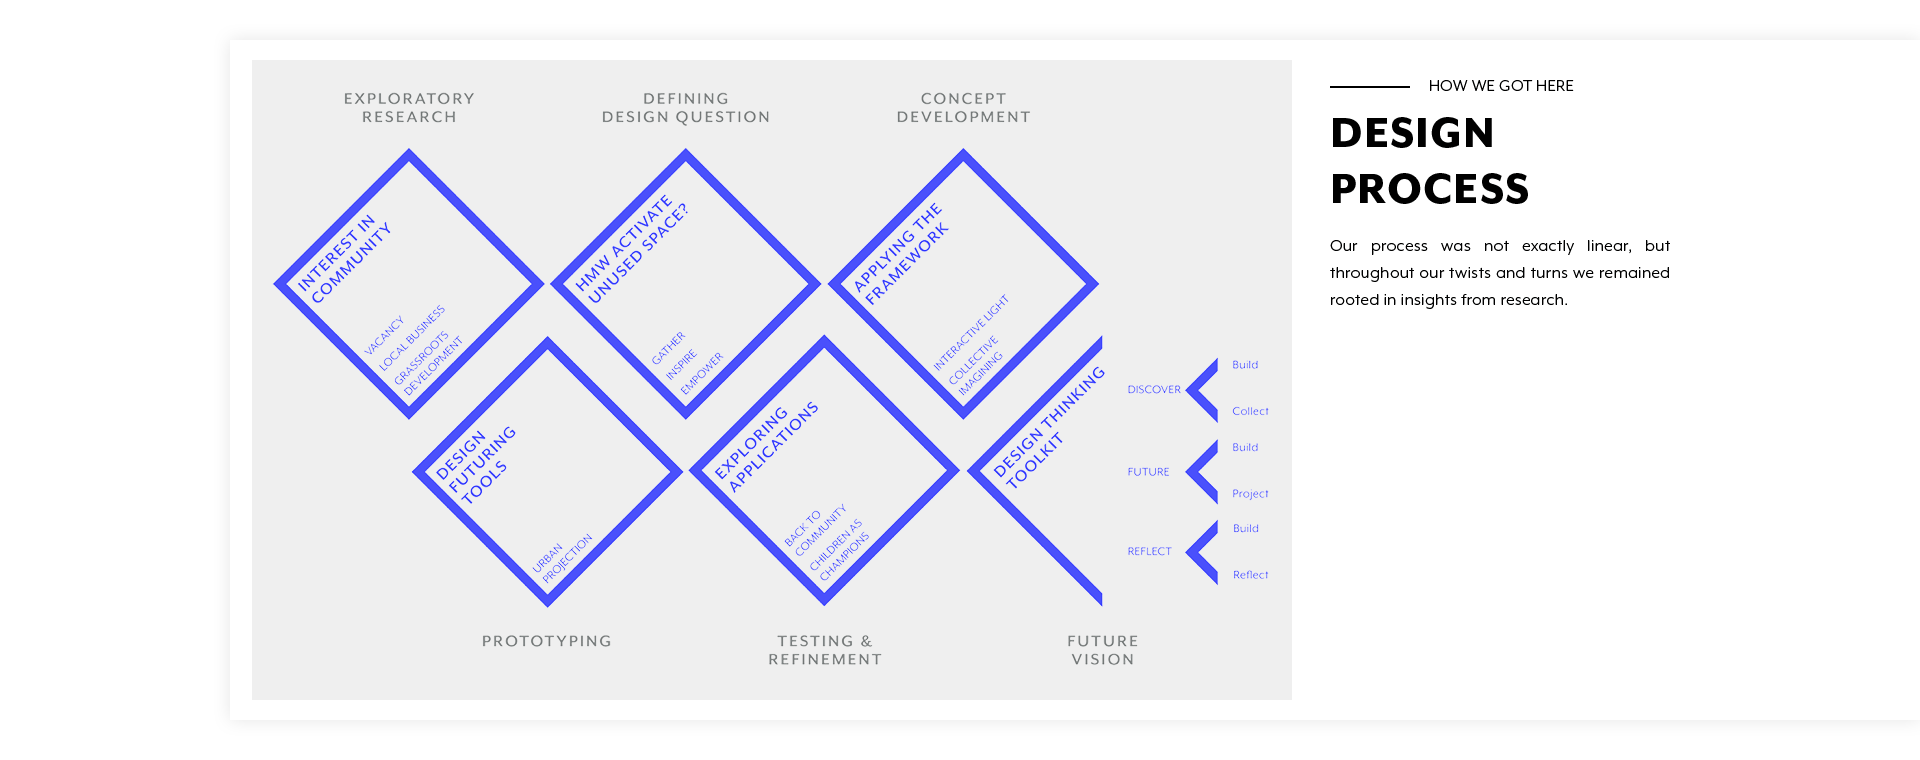 EXPLORATORY
RESEARCH
DEFINING
DESIGN QUESTION
CONCEPT
DEVELOPMENT
INTEREST IN
COMMUNITY
VACANCY
LOCAL BUSINESS
GRASSROOTS
DEVELOPMENT
HMW ACTIVATE
UNUSED SPACE?
GATHER
INSPIRE
EMPOWER
APPLYING THE
FRAMEWORK
INTERACTIVE LIGHT
COLLECTIVE
IMAGINING
DESIGN
FUTURING
TOOLS
URBAN
PROJECTION
EXPLORING
APPLICATIONS
BACK TO
COMMUNITY
CHILDREN AS
CHAMPIONS
DESIGN THINKING
TOOLKIT
DISCOVER
Build
Collect
FUTURE
Build
Project
REFLECT
Build
Reflect
PROTOTYPING
TESTING &
REFINEMENT
FUTURE
VISION
HOW WE GOT HERE
DESIGN
PROCESS
Our process was not exactly linear, but
throughout our twists and turns we remained
rooted in insights from research.